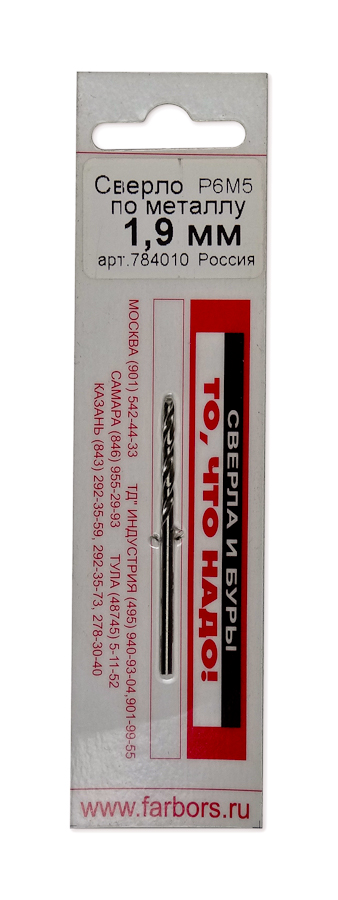 Сверло Р6М5
по металлу
1,9 мм
арт.784010 Россия
СВЕРЛА И БУРЫ
ТО, ЧТО НАДО!
МОСКВА (901) 542-44-33 ТД" ИНДУСТРИЯ (495) 940-93-04,901-99-55
САМАРА (846) 955-29-93 ТУЛА (48745) 5-11-52
КАЗАНЬ (843) 292-35-59, 292-35-73, 278-30-40
www.farbors.ru